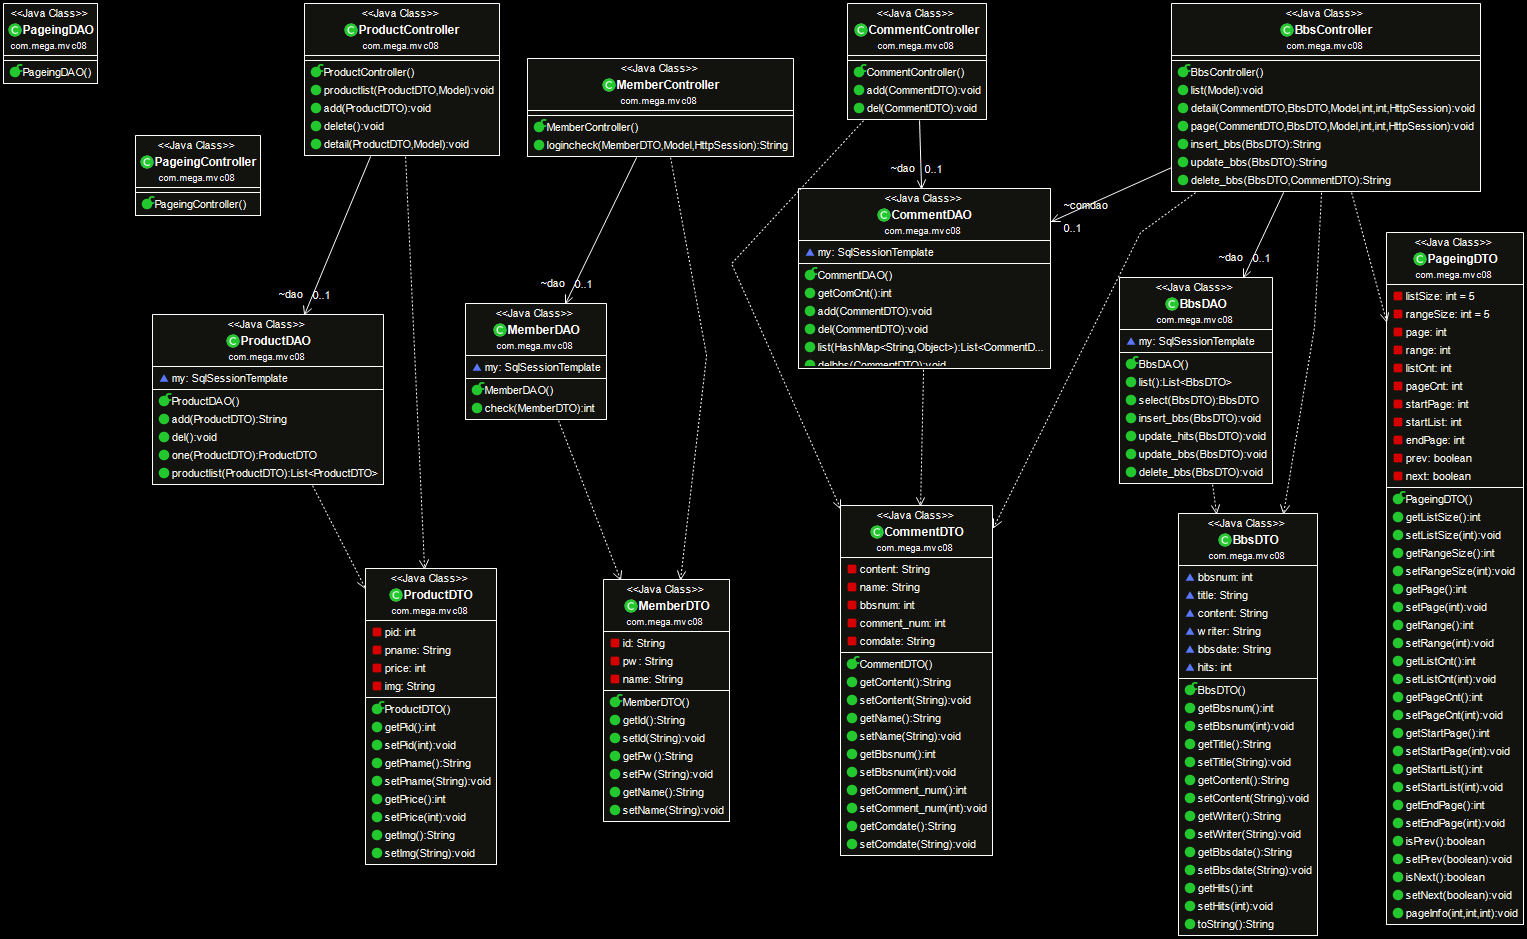 <<Java Class>>
PageingDAO
com.mega.mvc08
PageingDAO()
<<Java Class>>
PageingController
com.mega.mvc08
PageingController()
<<Java Class>>
ProductController
com.mega.mvc08
ProductController()
productlist(ProductDTO,Model):void
add(ProductDTO):void
delete():void
detail(ProductDTO,Model):void
<<Java Class>>
MemberController
com.mega.mvc08
MemberController()
logincheck(MemberDTO,Model,HttpSession):String
<<Java Class>>
CommentController
com.mega.mvc08
CommentController()
add(CommentDTO):void
del(CommentDTO):void
<<Java Class>>
BbsController
com.mega.mvc08
BbsController()
list(Model):void
detail(CommentDTO,BbsDTO,Model,int,int,HttpSession):void
page(CommentDTO,BbsDTO,Model,int,int,HttpSession):void
insert_bbs(BbsDTO):String
update_bbs(BbsDTO):String
delete_bbs(BbsDTO,CommentDTO):String
~dao 0..1
~dao 0..1
~dao 0..1
~comdao
0..1
~dao 0..1
<<Java Class>>
ProductDAO
com.mega.mvc08
my: SqlSessionTemplate
ProductDAO()
add(ProductDTO):String
del():void
one(ProductDTO):ProductDTO
productlist(ProductDTO):List<ProductDTO>
<<Java Class>>
MemberDAO
com.mega.mvc08
my: SqlSessionTemplate
MemberDAO()
check(MemberDTO):int
<<Java Class>>
CommentDAO
com.mega.mvc08
my: SqlSessionTemplate
CommentDAO()
getComCnt():int
add(CommentDTO):void
del(CommentDTO):void
list(HashMap<String,Object>):List<CommentD...
delbbs(CommentDTO):void
<<Java Class>>
BbsDAO
com.mega.mvc08
my: SqlSessionTemplate
BbsDAO()
list():List<BbsDTO>
select(BbsDTO):BbsDTO
insert_bbs(BbsDTO):void
update_hits(BbsDTO):void
update_bbs(BbsDTO):void
delete_bbs(BbsDTO):void
<<Java Class>>
PageingDTO
com.mega.mvc08
listSize: int = 5
rangeSize: int = 5
page: int
range: int
listCnt: int
pageCnt: int
startPage: int
startList: int
endPage: int
prev: boolean
next: boolean
PageingDTO()
getListSize():int
setListSize(int):void
getRangeSize():int
setRangeSize(int):void
getPage():int
setPage(int):void
getRange():int
setRange(int):void
getListCnt():int
setListCnt(int):void
getPageCnt():int
setPageCnt(int):void
getStartPage():int
setStartPage(int):void
getStartList():int
setStartList(int):void
getEndPage():int
setEndPage(int):void
isPrev():boolean
setPrev(boolean):void
isNext():boolean
setNext(boolean):void
pageInfo(int,int,int):void
<<Java Class>>
ProductDTO
com.mega.mvc08
pid: int
pname: String
price: int
img: String
ProductDTO()
getPid():int
setPid(int):void
getPname():String
setPname(String):void
getPrice():int
setPrice(int):void
getImg():String
setImg(String):void
<<Java Class>>
MemberDTO
com.mega.mvc08
id: String
pw: String
name: String
MemberDTO()
getId():String
setId(String):void
getPw():String
setPw(String):void
getName():String
setName(String):void
<<Java Class>>
CommentDTO
com.mega.mvc08
content: String
name: String
bbsnum: int
comment_num: int
comdate: String
CommentDTO()
getContent():String
setContent(String):void
getName():String
setName(String):void
getBbsnum():int
setBbsnum(int):void
getComment_num():int
setComment_num(int):void
getComdate():String
setComdate(String):void
<<Java Class>>
BbsDTO
com.mega.mvc08
bbsnum: int
title: String
content: String
writer: String
bbsdate: String
hits: int
BbsDTO()
getBbsnum():int
setBbsnum(int):void
getTitle():String
setTitle(String):void
getContent():String
setContent(String):void
getWriter():String
setWriter(String):void
getBbsdate():String
setBbsdate(String):void
getHits():int
setHits(int):void
toString():String